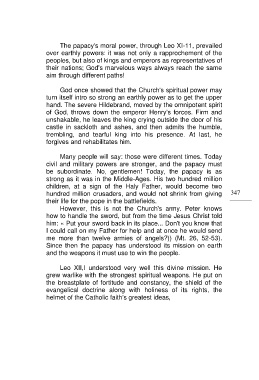 The papacy's moral power, through Leo XI-11, prevailed
over earthly powers: it was not only a rapprochement of the
peoples, but also of kings and emperors as representatives of
their nations; God's marvelous ways always reach the same
aim through different paths!
God once showed that the Church's spiritual power may
turn itself intro so strong an earthly power as to get the upper
hand. The severe Hildebrand, moved by the omnipotent spirit
of God, throws down the emperor Henry's forces. Firm and
unshakable, he leaves the king crying outside the door of his
castle in sackloth and ashes, and then admits the humble,
trembling, and tearful king into his presence. At last, he
forgives and rehabilitates him.
Many people will say: those were different times. Today
civil and military powers are stronger, and the papacy must
be subordinate. No, gentlemen! Today, the papacy is as
strong as it was in the Middle-Ages. His two hundred million
children, at a sign of the Holy Father, would become two
hundred million crusaders, and would not shrink from giving
their life for the pope in the battlefields.
347
However, this is not the Church's army. Peter knows
how to handle the sword, but from the time Jesus Christ told
him: « Put your sword back in its place... Don't you know that
I could call on my Father for help and at once he would send
me more than twelve armies of angels?)) (Mt. 26, 52-53).
Since then the papacy has understood its mission on earth
and the weapons it must use to win the people.
Leo XII,I understood very well this divine mission. He
grew warlike with the strongest spiritual weapons. He put on
the breastplate of fortitude and constancy, the shield of the
evangelical doctrine along with holiness of its rights, the
helmet of the Catholic faith's greatest ideas,